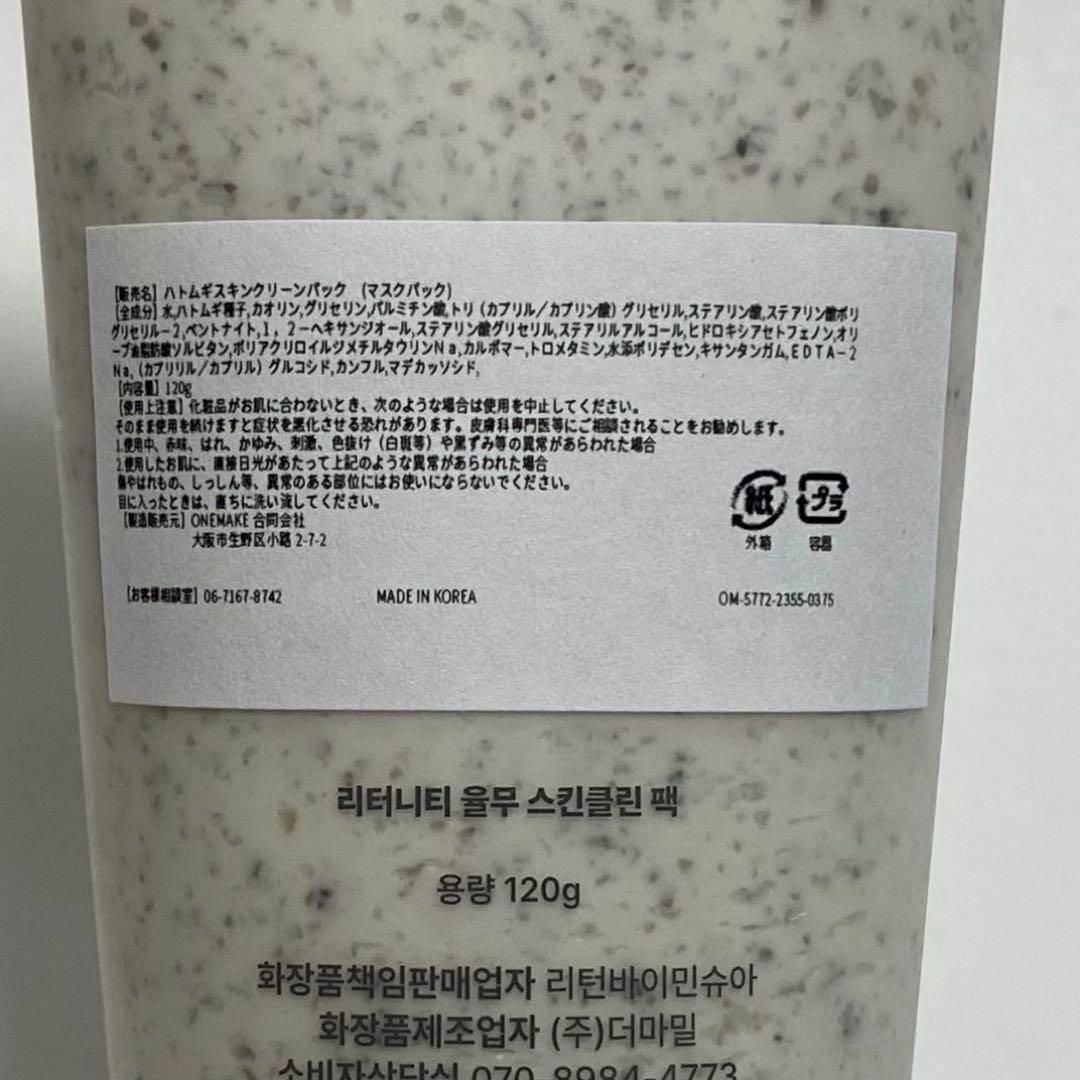 【販売名】ハトムギスキンクリーンパック (マスクパック)
【全成分】水,ハトムギ種子,カオリン,グリセリン,パルミチン酸,トリ(カプリル/カプリン酸)グリセリル,ステアリン酸,ステアリン酸ポリ
グリセリル-2,ベントナイト,1,2-ヘキサンジオール,ステアリン酸グリセリル,ステアリルアルコール,ヒドロキシアセトフェノン,オリ
ーブ油脂肪酸ソルビタン,ポリアクリロイルジメチルタウリンNa,カルボマー,トロメタミン,水添ポリデセン,キサンタンガム,EDTA-2
Na,(カプリリル/カプリル)グルコシド,カンフル,マデカッソシド,
【内容量】120g
【使用上注意】化粧品がお肌に合わないとき、次のような場合は使用を中止してください。
そのまま使用を続けますと症状を悪化させる恐れがあります。皮膚科専門医等にご相談されることをお勧めします。
1.使用中、赤味、はれ、かゆみ、刺激、色抜け(白斑等)や黒ずみ等の異常があらわれた場合
2.使用したお肌に、直接日光があたって上記のような異常があらわれた場合
傷やはれもの、しっしん等、異常のある部位にはお使いにならないでください。
目に入ったときは、直ちに洗い流してください。
【製造販売元】ONEMAKE 合同会社
大阪市生野区小路 2-7-2
紙 プラ
外箱 容器
【お客様相談室】06-7167-8742 MADE IN KOREA OM-5772-2355-0375
리터니티 율무 스킨클린 팩
용량 120g
화장품책임판매업자 리턴바이민슈아
화장품제조업자 (주)더마밀
소비자상담실 070-8984-4773